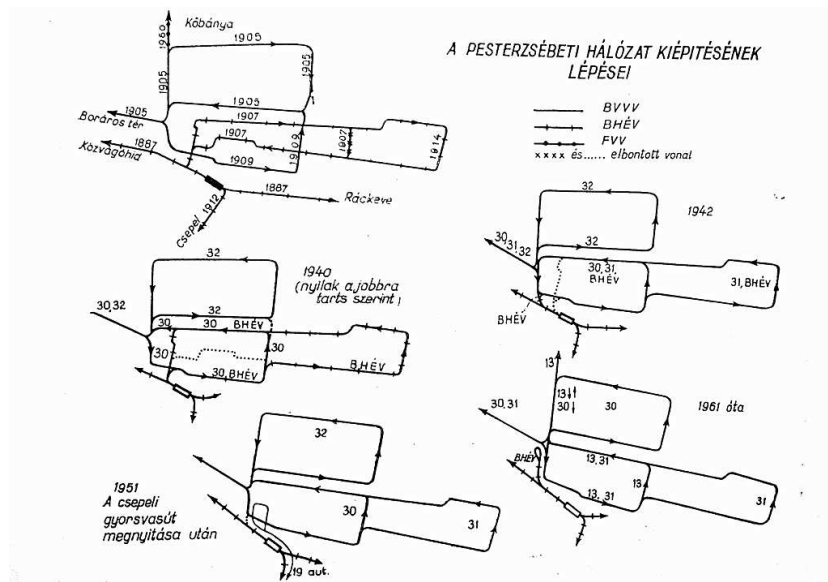 A PESTERZSÉBETI HÁLÓZAT KIÉPITÉSÉNEK
LÉPÉSEI
BVVV
BHÉV
FVV
xxxx és...... elbontott vonal
Kőbánya
1960
1905
1905
1905
1905
Boráros tér
1907
1907
1907
Közvágóhid
1887
1909
1909
1914
1887
Ráckeve
1912
Csepel
1940
(nyilak a jobbra
tarts szerint)
32
30,32
32
30
30
BHÉV
30
30
30,BHÉV
BHÉV
1942
32
30,
31,
32
32
30,31,
BHÉV
31,BHÉV
BHÉV
1951
A csepeli
gyorsvasút
megnyitása után
32
30
31
19 aut.
1961 óta
13
13
30
30
30,31
13,31
BHÉV
13
13,31
31